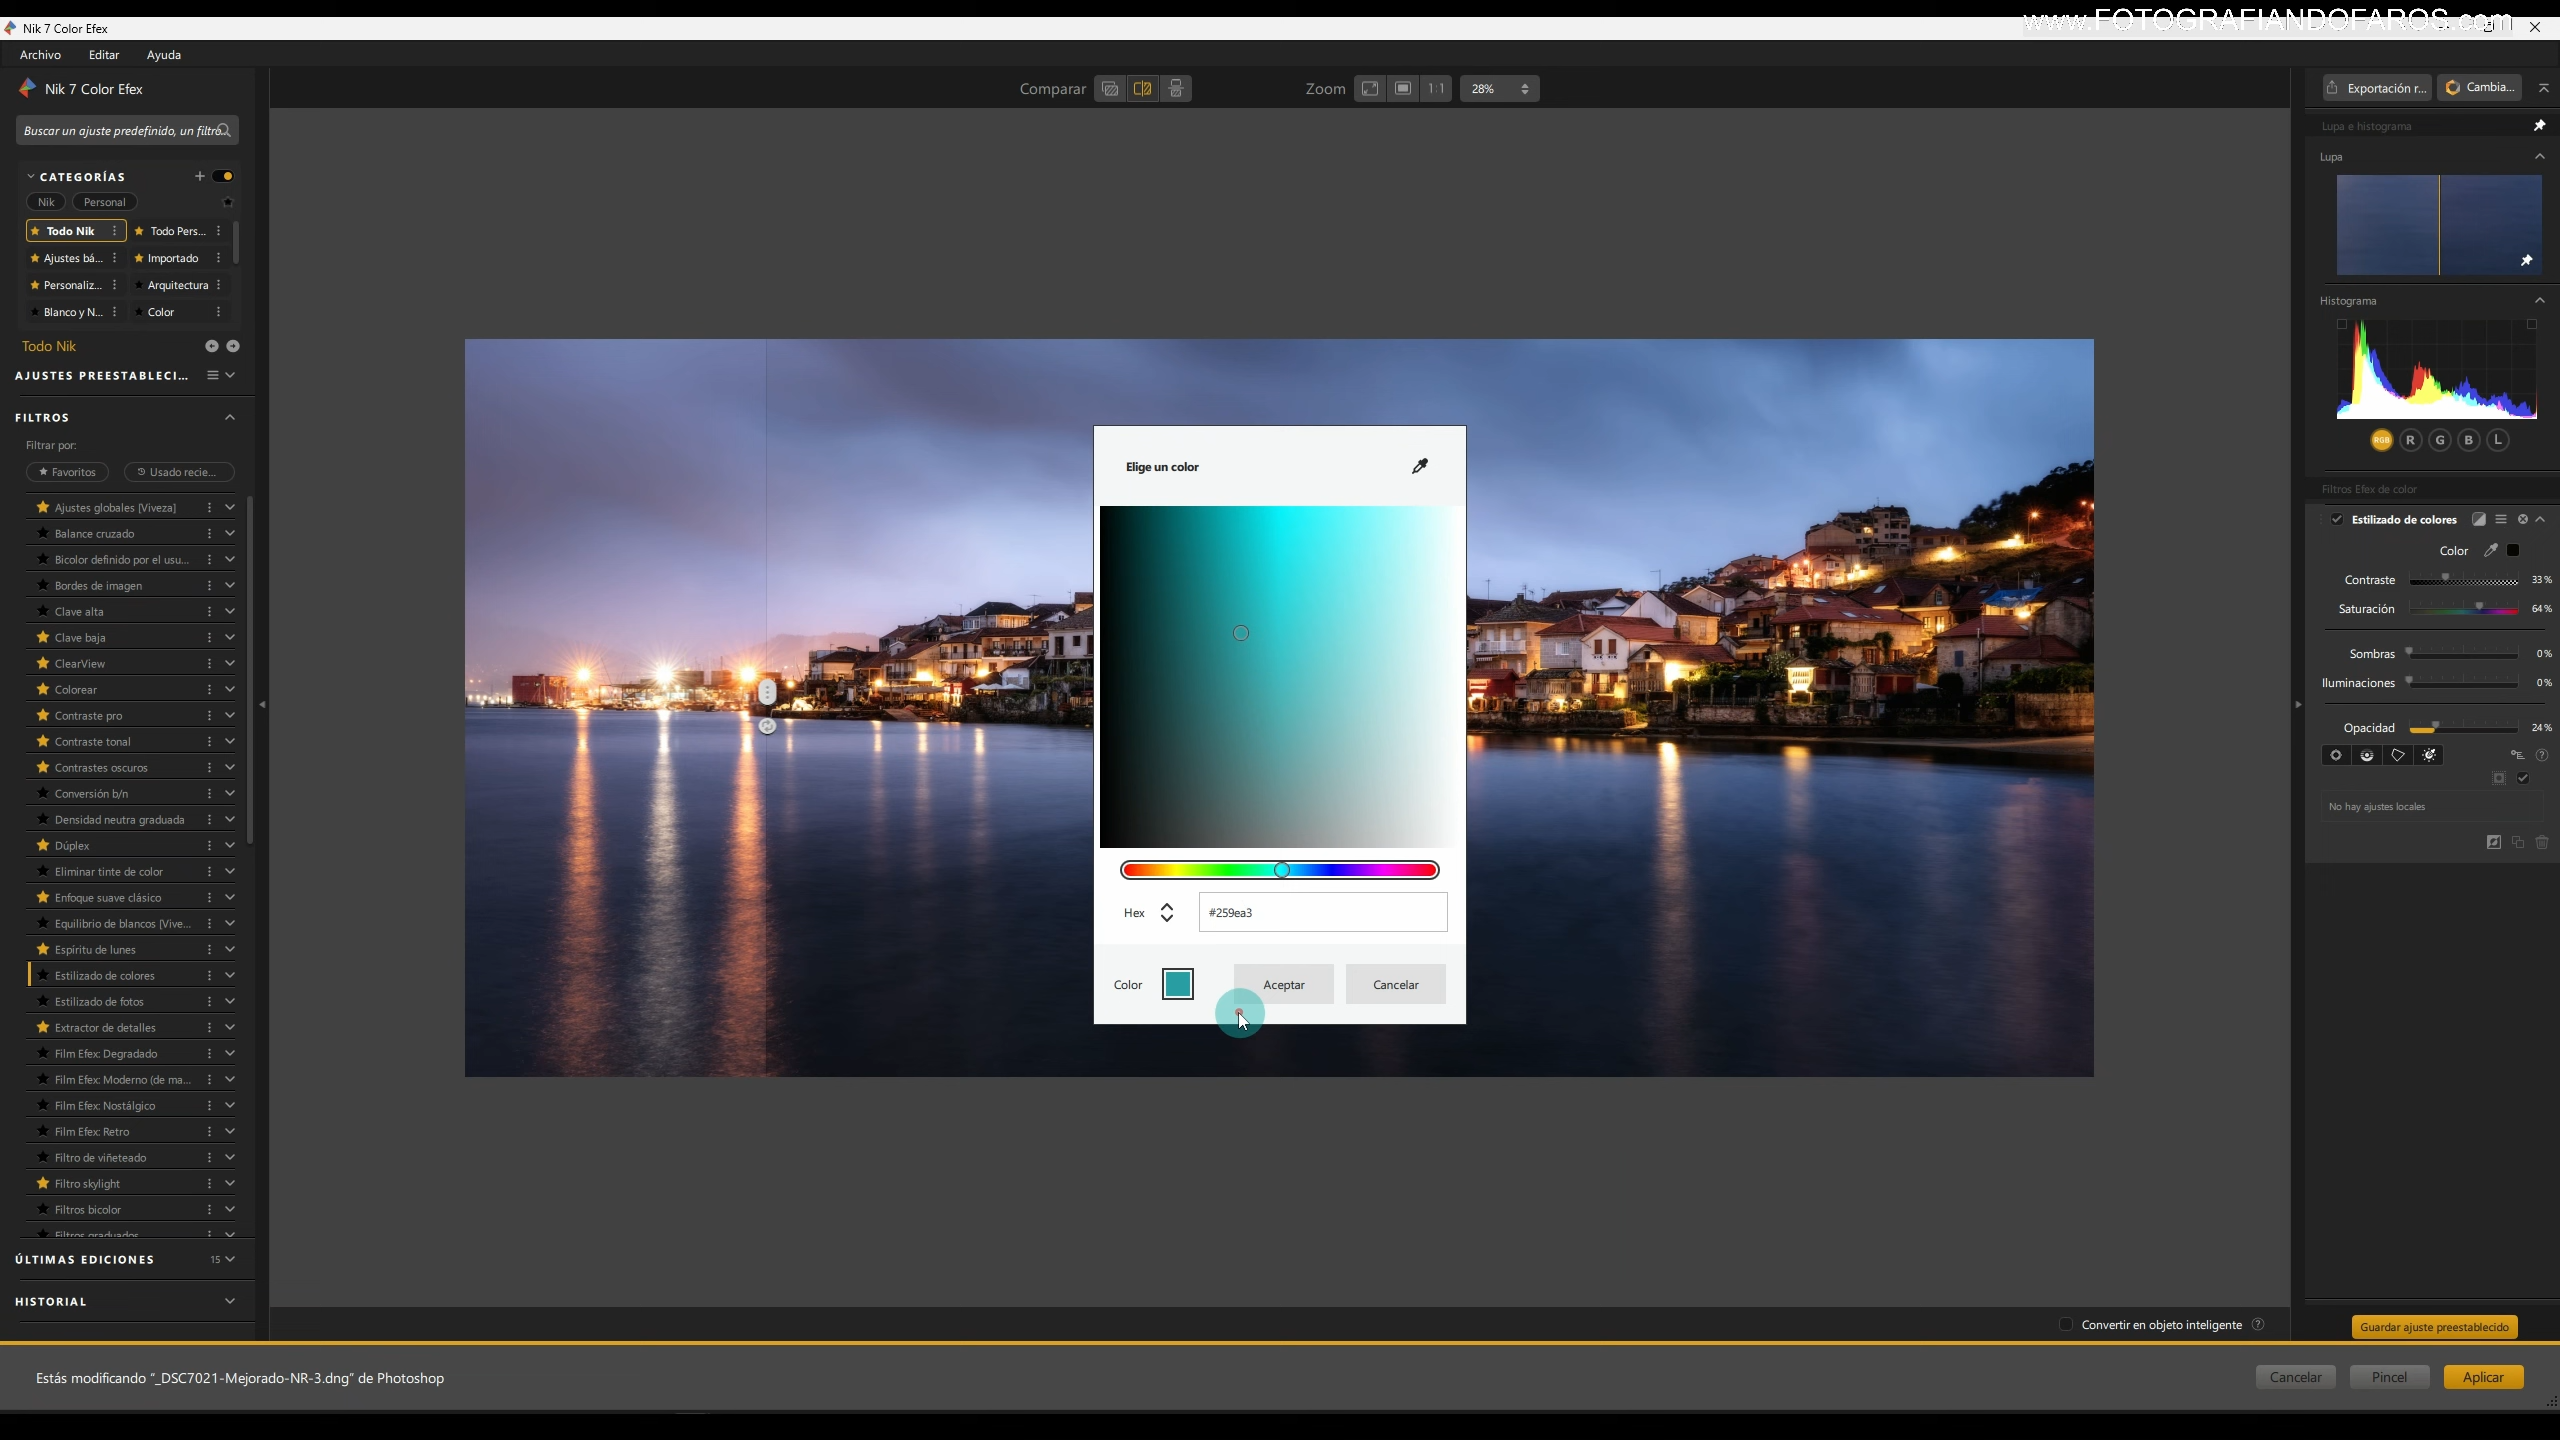 www.FOTOGRAFIANDOFAROS.com
Nik 7 Color Efex
Archivo Editar Ayuda
Nik 7 Color Efex
Comparar
Zoom
1:1
28%
Exportación r...
Cambia...
Buscar un ajuste predefinido, un filtro...
CATEGORÍAS
Nik Personal
Todo Nik
Todo Pers...
Ajustes bá...
Importado
Personaliz...
Arquitectura
Blanco y N...
Color
Todo Nik
AJUSTES PREESTABLECI...
FILTROS
Filtrar por:
Favoritos
Usado recie...
Ajustes globales [Viveza]
Balance cruzado
Bicolor definido por el usu...
Bordes de imagen
Clave alta
Clave baja
ClearView
Colorear
Contraste pro
Contraste tonal
Contrastes oscuros
Conversión b/n
Densidad neutra graduada
Dúplex
Eliminar tinte de color
Enfoque suave clásico
Equilibrio de blancos [Vive...
Espíritu de lunes
Estilizado de colores
Estilizado de fotos
Extractor de detalles
Film Efex: Degradado
Film Efex: Moderno (de ma...
Film Efex: Nostálgico
Film Efex: Retro
Filtro de viñeteado
Filtro skylight
Filtros bicolor
Filtros graduados
ÚLTIMAS EDICIONES 15
HISTORIAL
Elige un color
Hex
#259ea3
Color
Aceptar
Cancelar
Lupa e histograma
Lupa
Histograma
RGB R G B L
Filtros Efex de color
Estilizado de colores
Color
Contraste 33%
Saturación 64%
Sombras 0%
Iluminaciones 0%
Opacidad 24%
No hay ajustes locales
Convertir en objeto inteligente
Guardar ajuste preestablecido
Estás modificando "_DSC7021-Mejorado-NR-3.dng" de Photoshop
Cancelar
Pincel
Aplicar